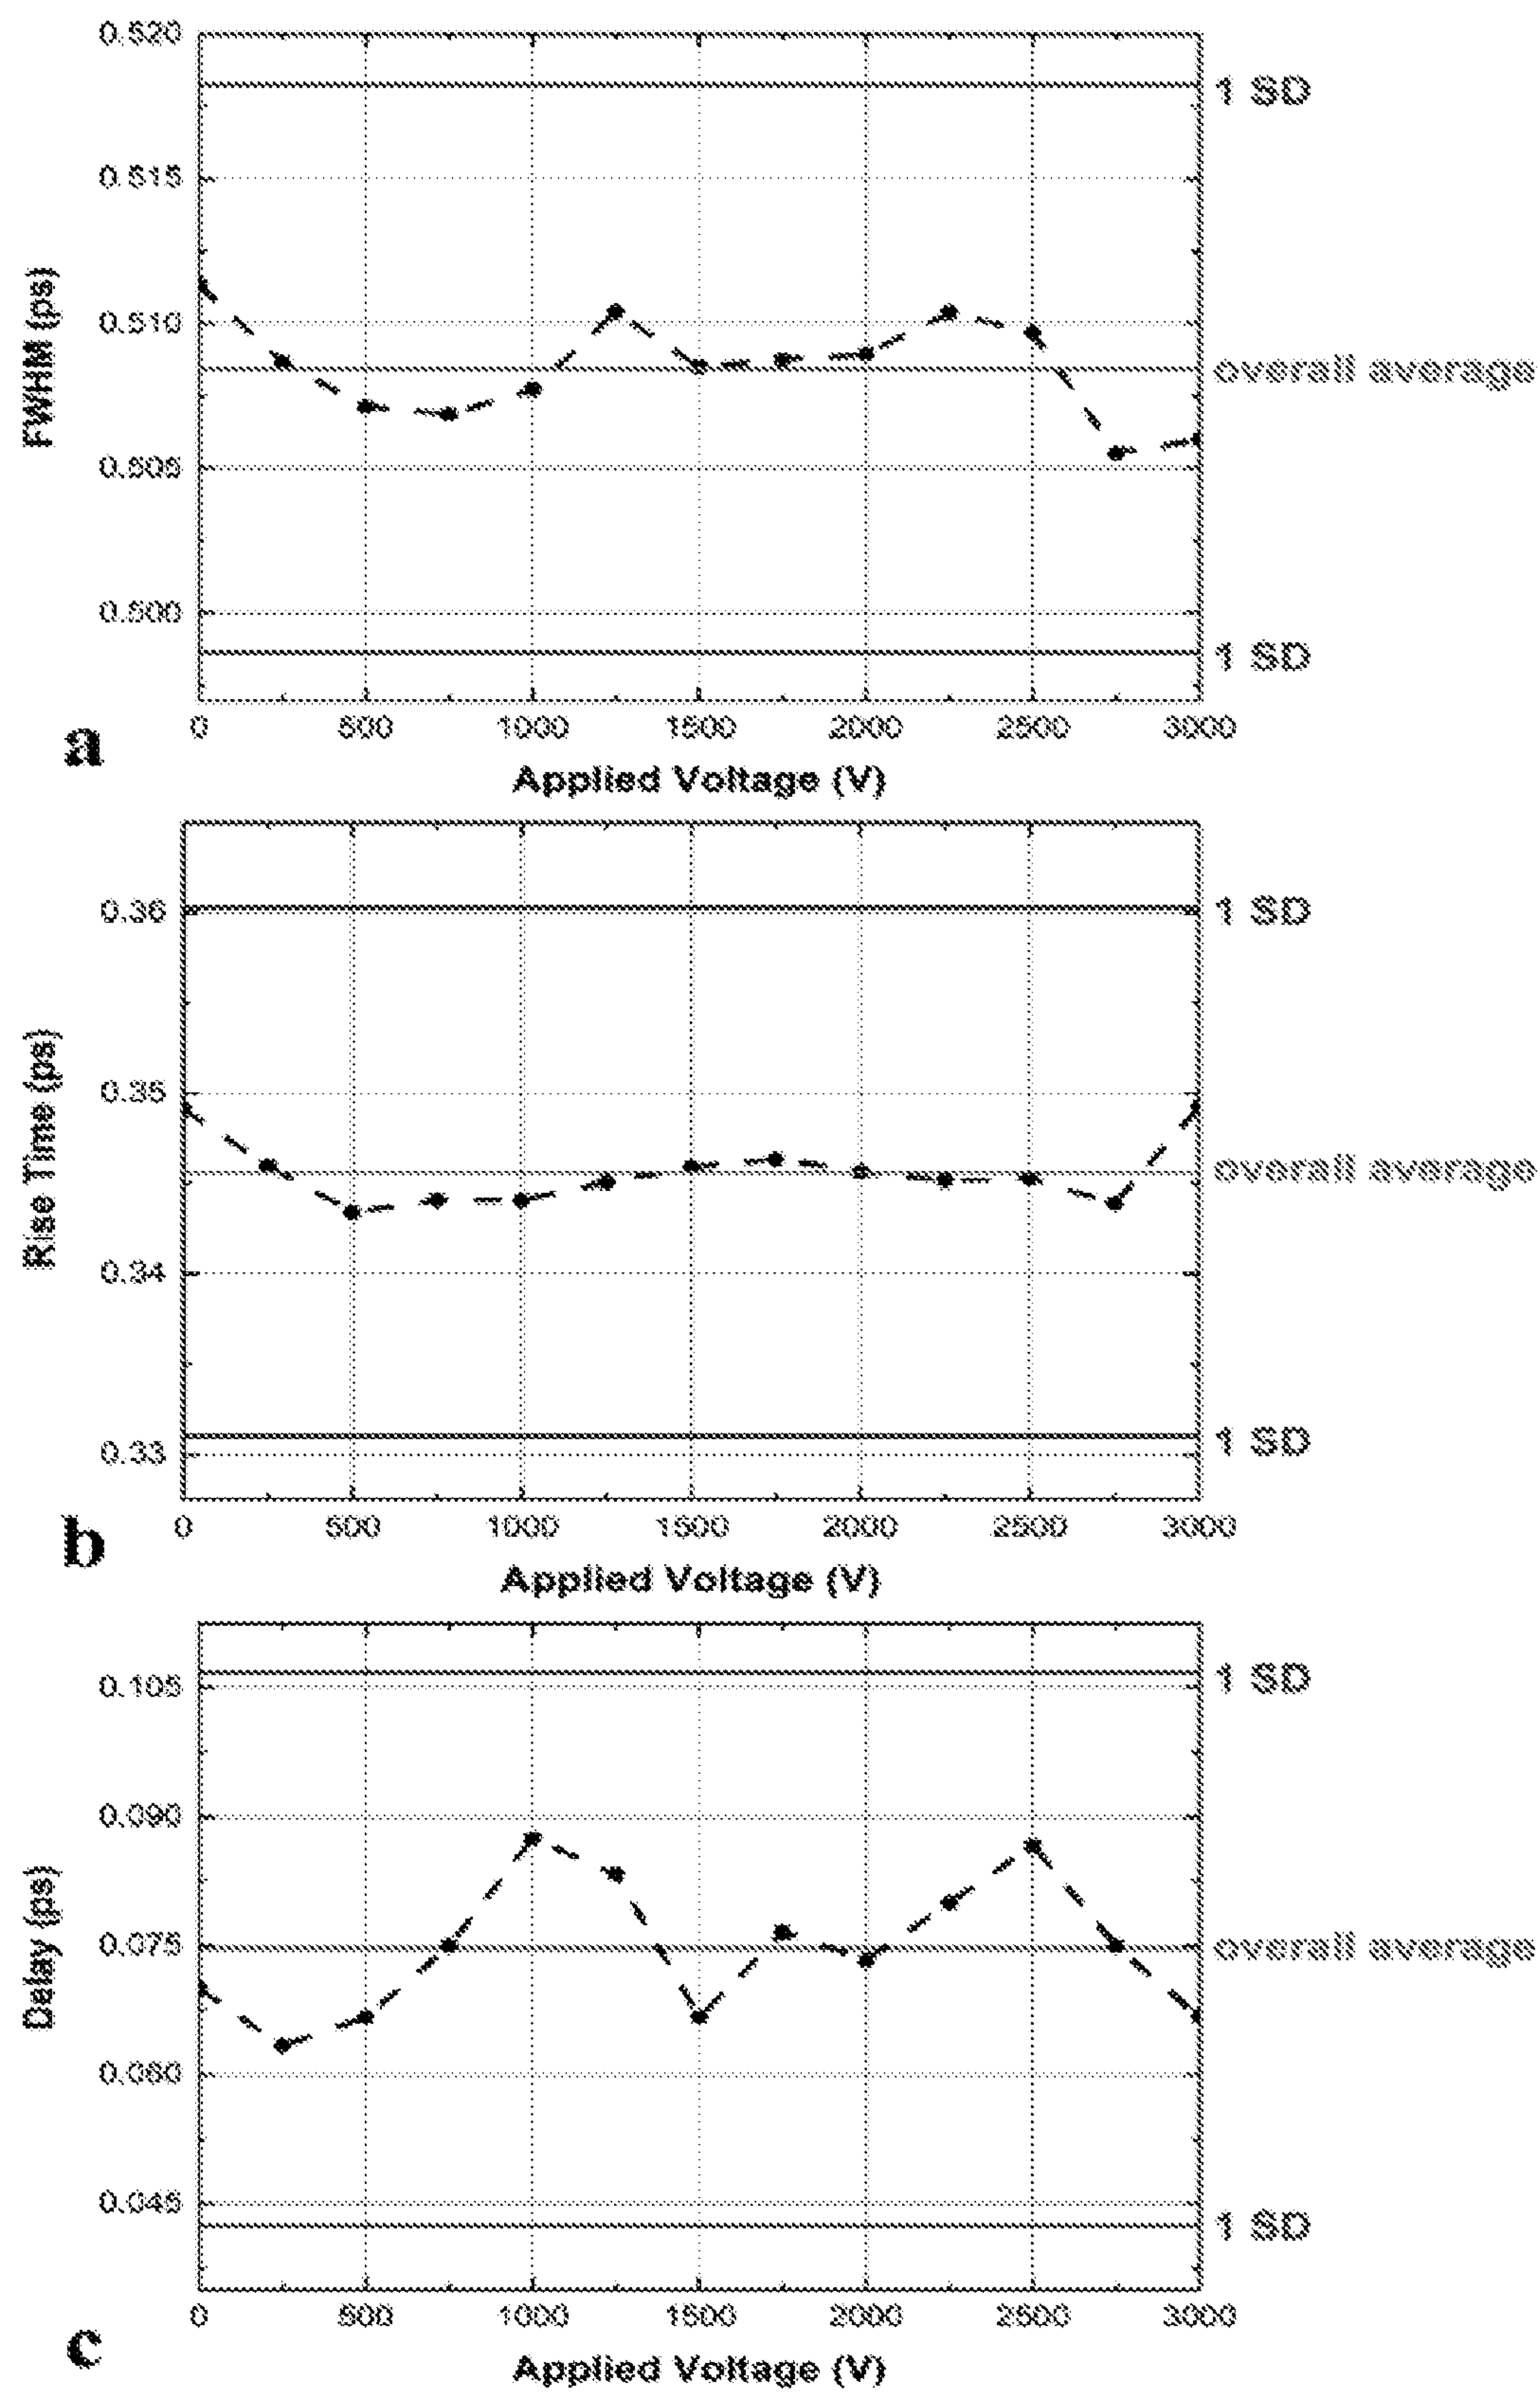 0.520
1 SD
0.515
FWHM (ps)
0.510
overall average
0.505
0.500
1 SD
0 500 1000 1500 2000 2500 3000
a
Applied Voltage (V)
0.36
1 SD
Rise Time (ps)
0.35
overall average
0.34
0.33
1 SD
0 500 1000 1500 2000 2500 3000
b
Applied Voltage (V)
0.105
1 SD
0.090
Delay (ps)
0.075
overall average
0.060
0.045
1 SD
0 500 1000 1500 2000 2500 3000
c
Applied Voltage (V)